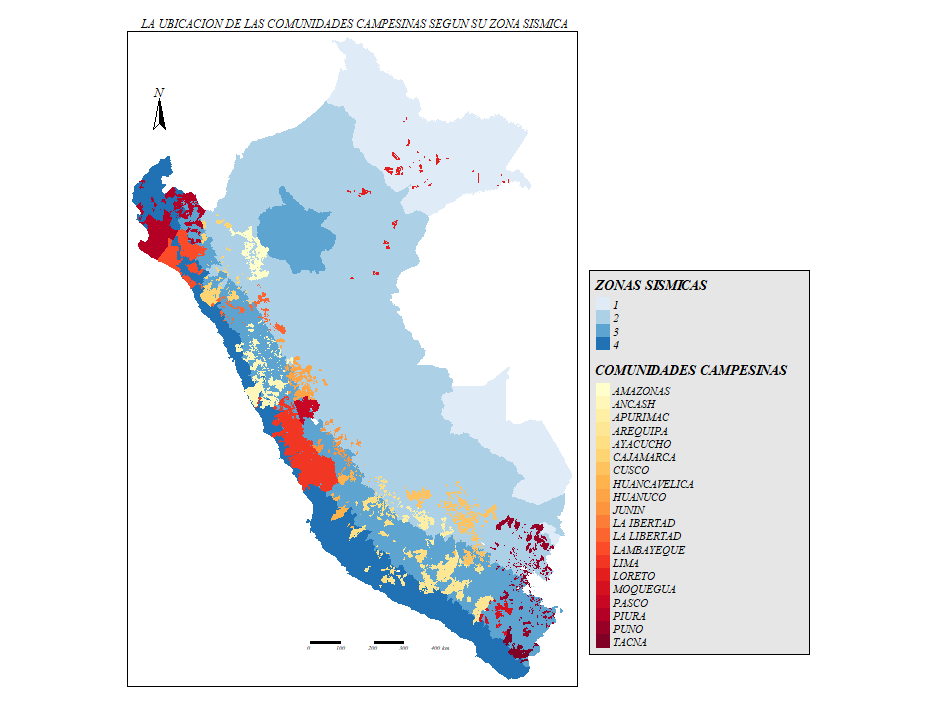 LA UBICACION DE LAS COMUNIDADES CAMPESINAS SEGUN SU ZONA SISMICA
N
ZONAS SISMICAS
1
2
3
4
COMUNIDADES CAMPESINAS
AMAZONAS
ANCASH
APURIMAC
AREQUIPA
AYACUCHO
CAJAMARCA
CUSCO
HUANCAVELICA
HUANUCO
JUNIN
LA IBERTAD
LA LIBERTAD
LAMBAYEQUE
LIMA
LORETO
MOQUEGUA
PASCO
PIURA
PUNO
TACNA
0 100 200 300 400 km